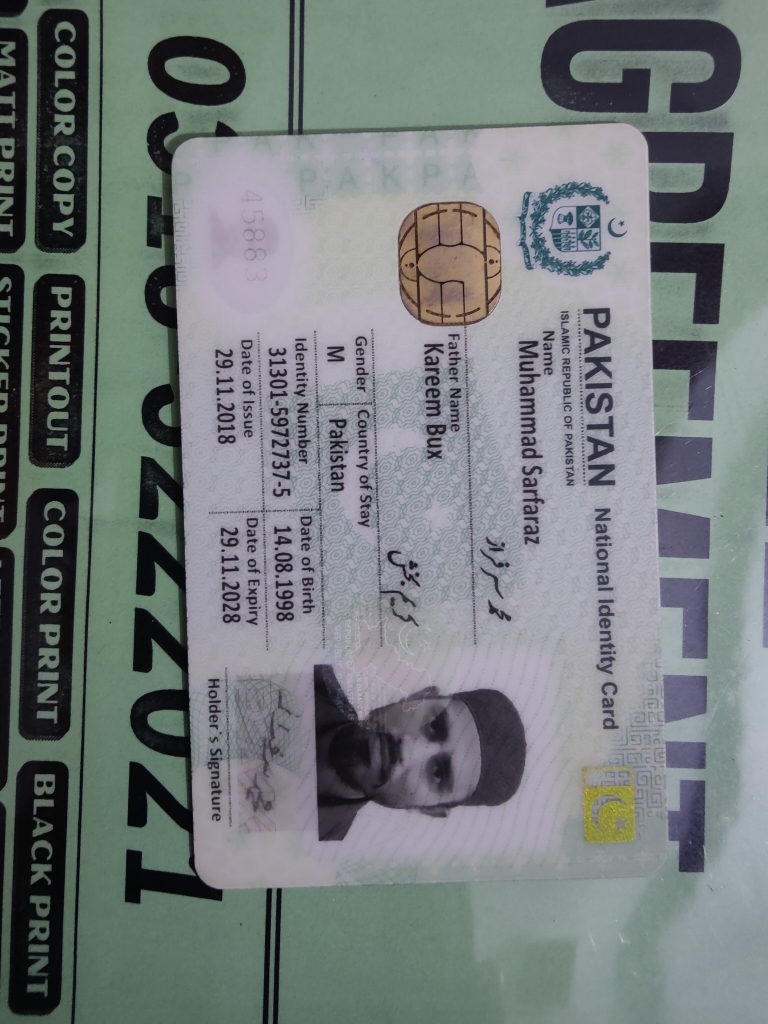 PAKISTAN National Identity Card
ISLAMIC REPUBLIC OF PAKISTAN
Name
Muhammad Sarfaraz
محمد سرفراز
Father Name
Kareem Bux
کریم بخش
Gender Country of Stay
M Pakistan
Identity Number Date of Birth
31301-5972737-5 14.08.1998
Date of Issue Date of Expiry
29.11.2018 29.11.2028
Holder's Signature
45883
PAKPA
COLOR COPY
PRINTOUT
COLOR PRINT
BLACK PRINT
MATT PRINT
STICKER PRINT